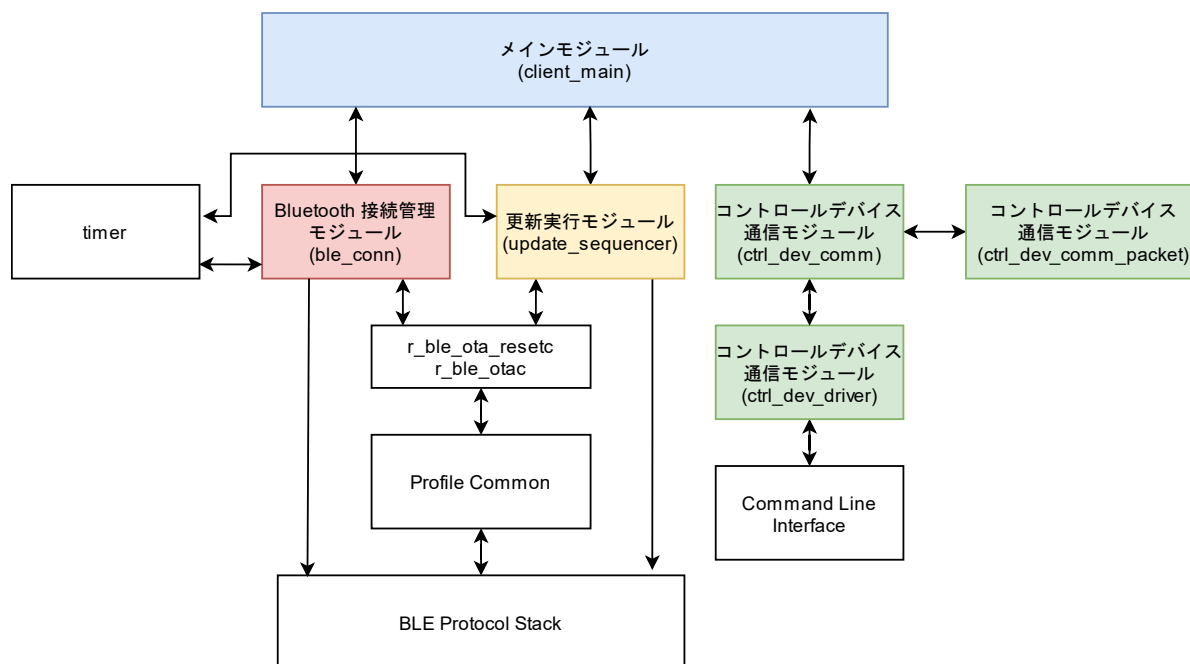 メインモジュール
(client_main)
timer
Bluetooth 接続管理
モジュール
(ble_conn)
更新実行モジュール
(update_sequencer)
コントロールデバイス
通信モジュール
(ctrl_dev_comm)
コントロールデバイス
通信モジュール
(ctrl_dev_comm_packet)
r_ble_ota_resetc
r_ble_otac
コントロールデバイス
通信モジュール
(ctrl_dev_driver)
Profile Common
Command Line
Interface
BLE Protocol Stack